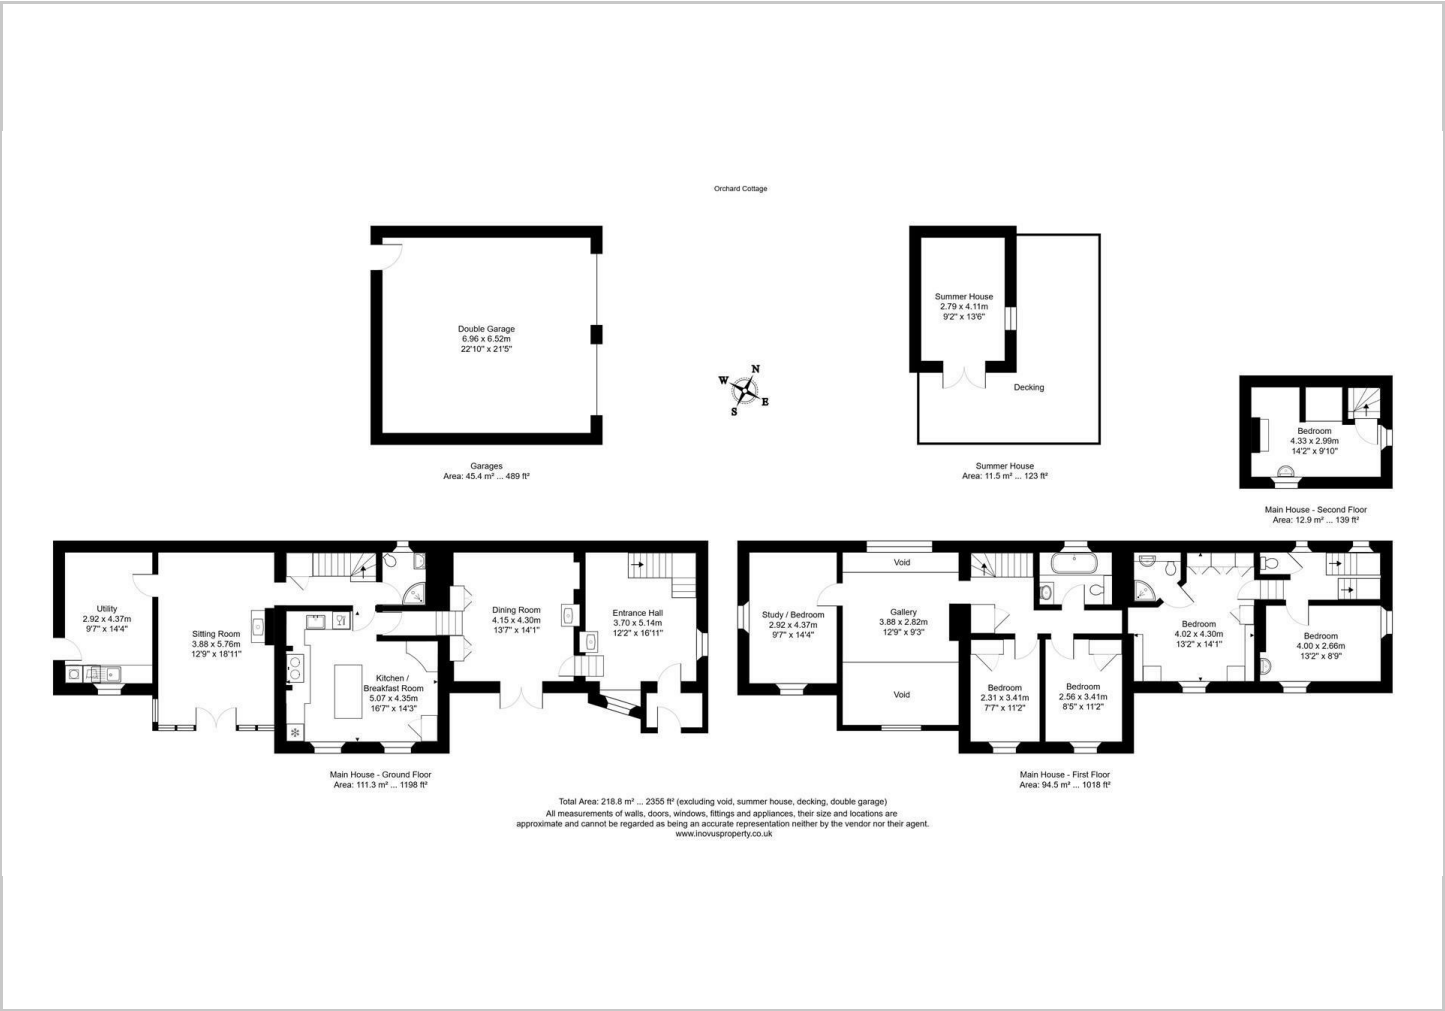 Orchard Cottage
Double Garage
6.96 x 6.52m
22'10" x 21'5"
Garages
Area: 45.4 m² ... 489 ft²
N
W
E
S
Summer House
2.79 x 4.11m
9'2" x 13'6"
Decking
Summer House
Area: 11.5 m² ... 123 ft²
Bedroom
4.33 x 2.99m
14'2" x 9'10"
Main House - Second Floor
Area: 12.9 m² ... 139 ft²
Utility
2.92 x 4.37m
9'7" x 14'4"
Sitting Room
3.88 x 5.76m
12'9" x 18'11"
Kitchen /
Breakfast Room
5.07 x 4.35m
16'7" x 14'3"
Dining Room
4.15 x 4.30m
13'7" x 14'1"
Entrance Hall
3.70 x 5.14m
12'2" x 16'11"
Main House - Ground Floor
Area: 111.3 m² ... 1198 ft²
Study / Bedroom
2.92 x 4.37m
9'7" x 14'4"
Void
Gallery
3.88 x 2.82m
12'9" x 9'3"
Void
Bedroom
2.31 x 3.41m
7'7" x 11'2"
Bedroom
2.56 x 3.41m
8'5" x 11'2"
Bedroom
4.02 x 4.30m
13'2" x 14'1"
Bedroom
4.00 x 2.66m
13'2" x 8'9"
Main House - First Floor
Area: 94.5 m² ... 1018 ft²
Total Area: 218.8 m² ... 2355 ft² (excluding void, summer house, decking, double garage)
All measurements of walls, doors, windows, fittings and appliances, their size and locations are
approximate and cannot be regarded as being an accurate representation neither by the vendor nor their agent.
www.inovusproperty.co.uk